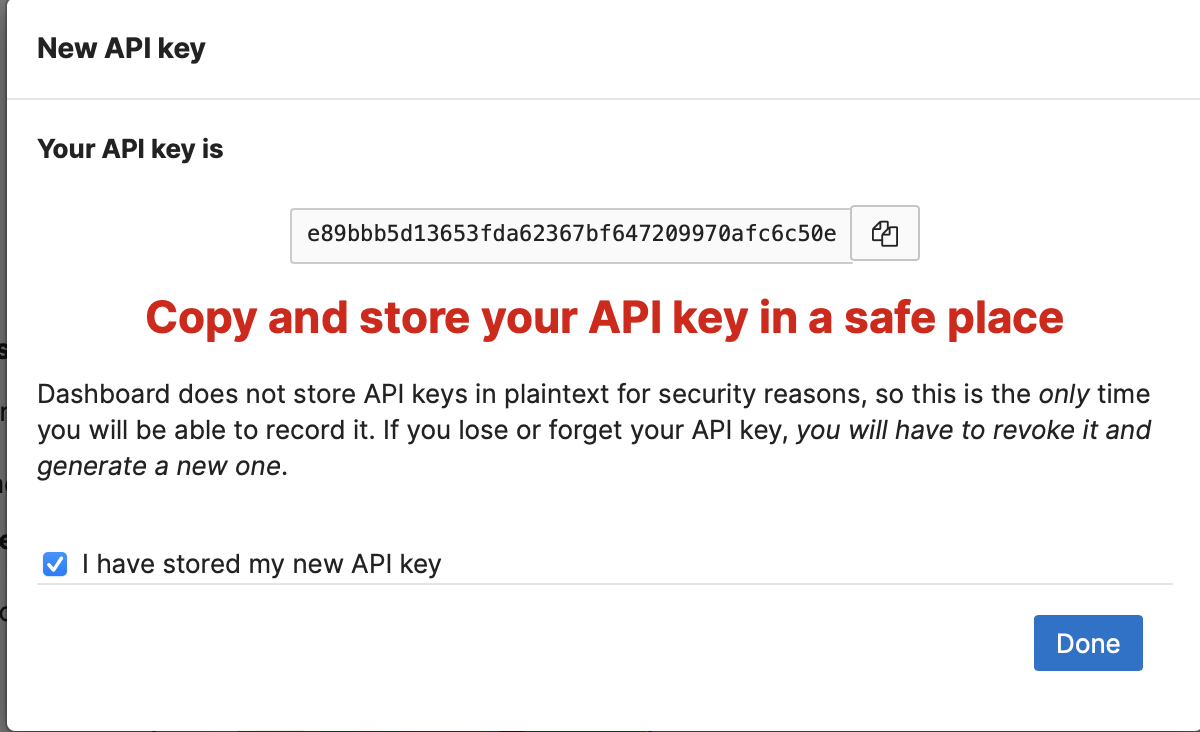 New API key
Your API key is
e89bbb5d13653fda62367bf647209970afc6c50e
Copy and store your API key in a safe place
Dashboard does not store API keys in plaintext for security reasons, so this is the only time
you will be able to record it. If you lose or forget your API key, you will have to revoke it and
generate a new one.
I have stored my new API key
Done